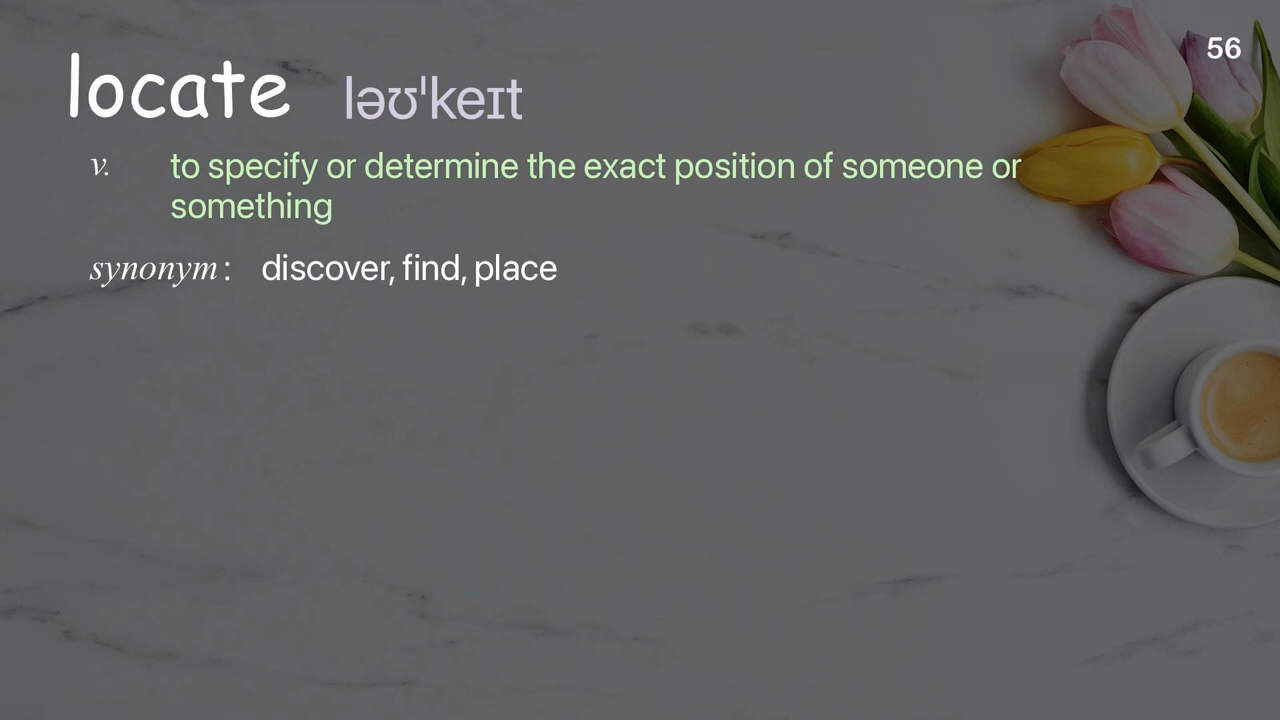 56
locate ləʊˈkeɪt
v. to specify or determine the exact position of someone or
something
synonym : discover, find, place